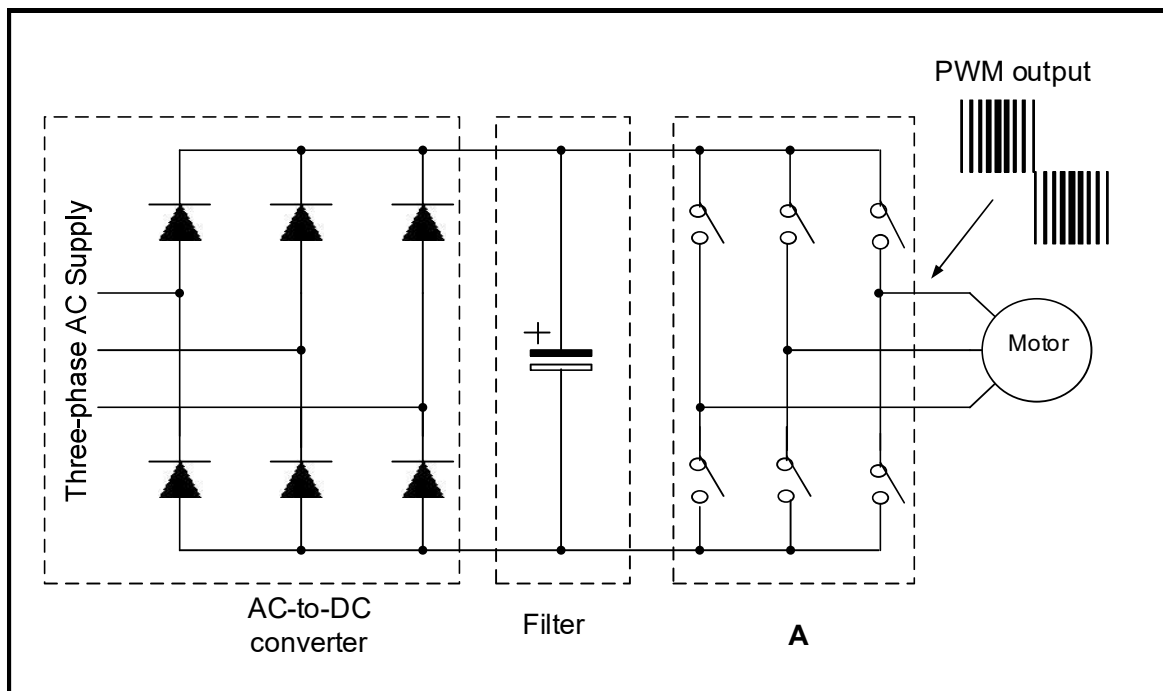 PWM output
Three-phase AC Supply
+
Motor
AC-to-DC
converter
Filter
A